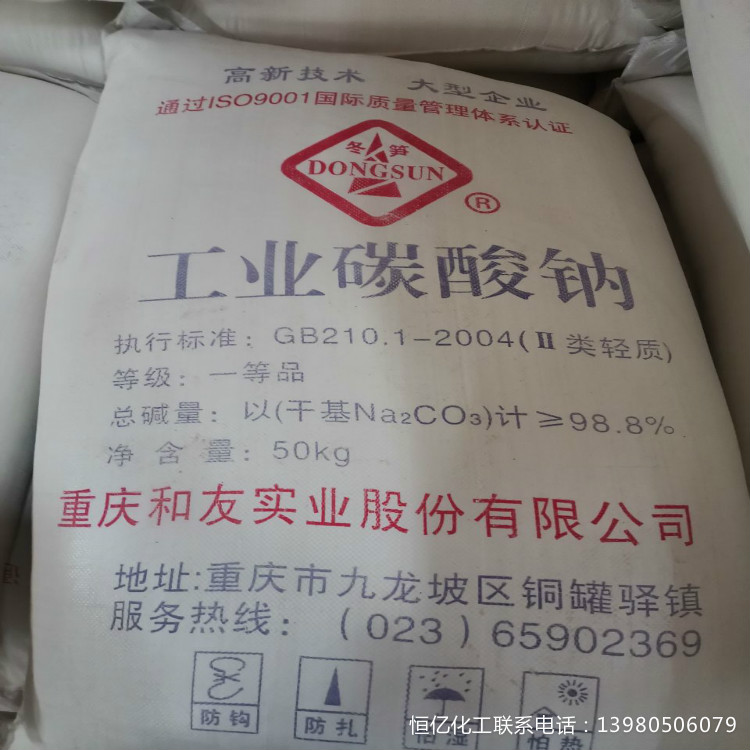 高新技术 大型企业
通过ISO9001国际质量管理体系认证
冬笋
DONGSUN
®
工业碳酸钠
执行标准：GB210.1-2004(Ⅱ类轻质)
等级：一等品
总碱量：以(干基Na₂CO₃)计≥98.8%
净含量：50kg
重庆和友实业股份有限公司
地址:重庆市九龙坡区铜罐驿镇
服务热线：（023）65902369
防钩 防扎 怕湿 怕热
恒亿化工联系电话：13980506079